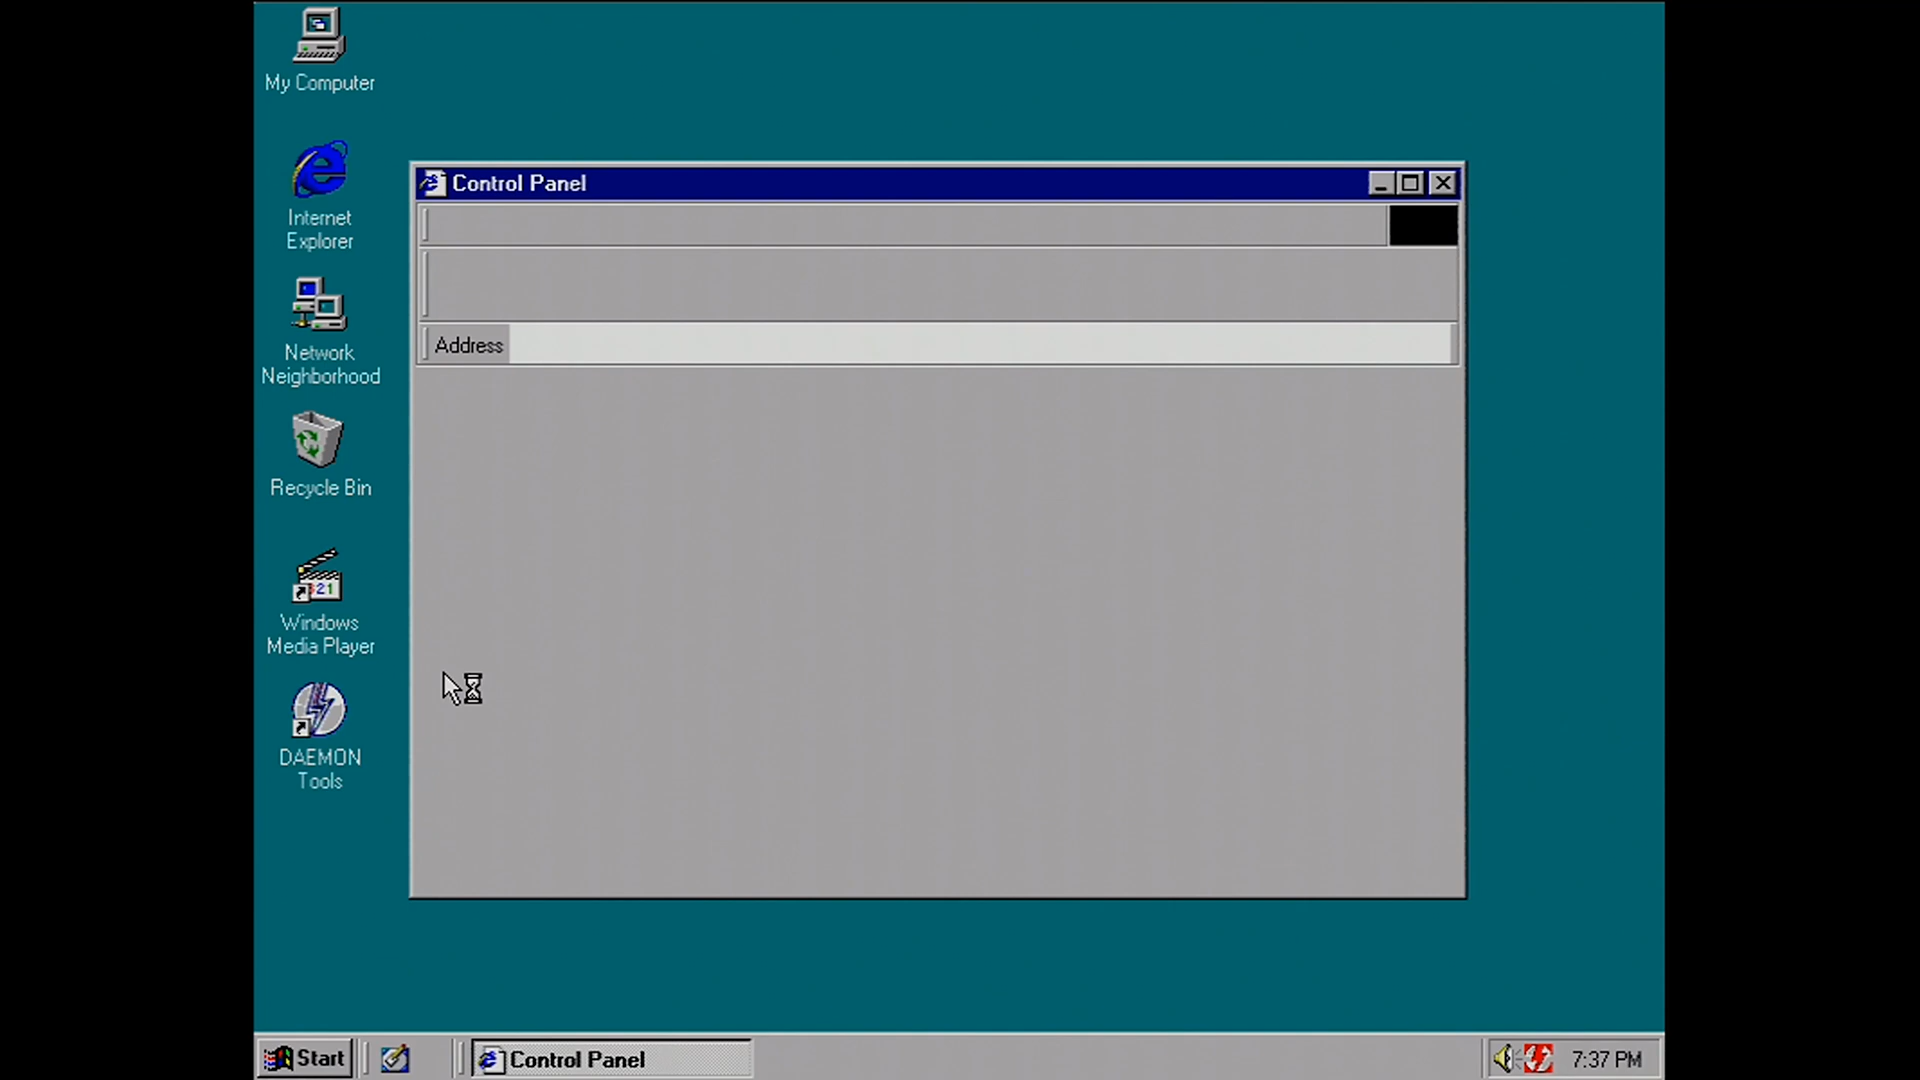 My Computer
Internet
Explorer
Network
Neighborhood
Recycle Bin
Windows
Media Player
DAEMON
Tools
Control Panel
Address
Start
Control Panel
7:37 PM